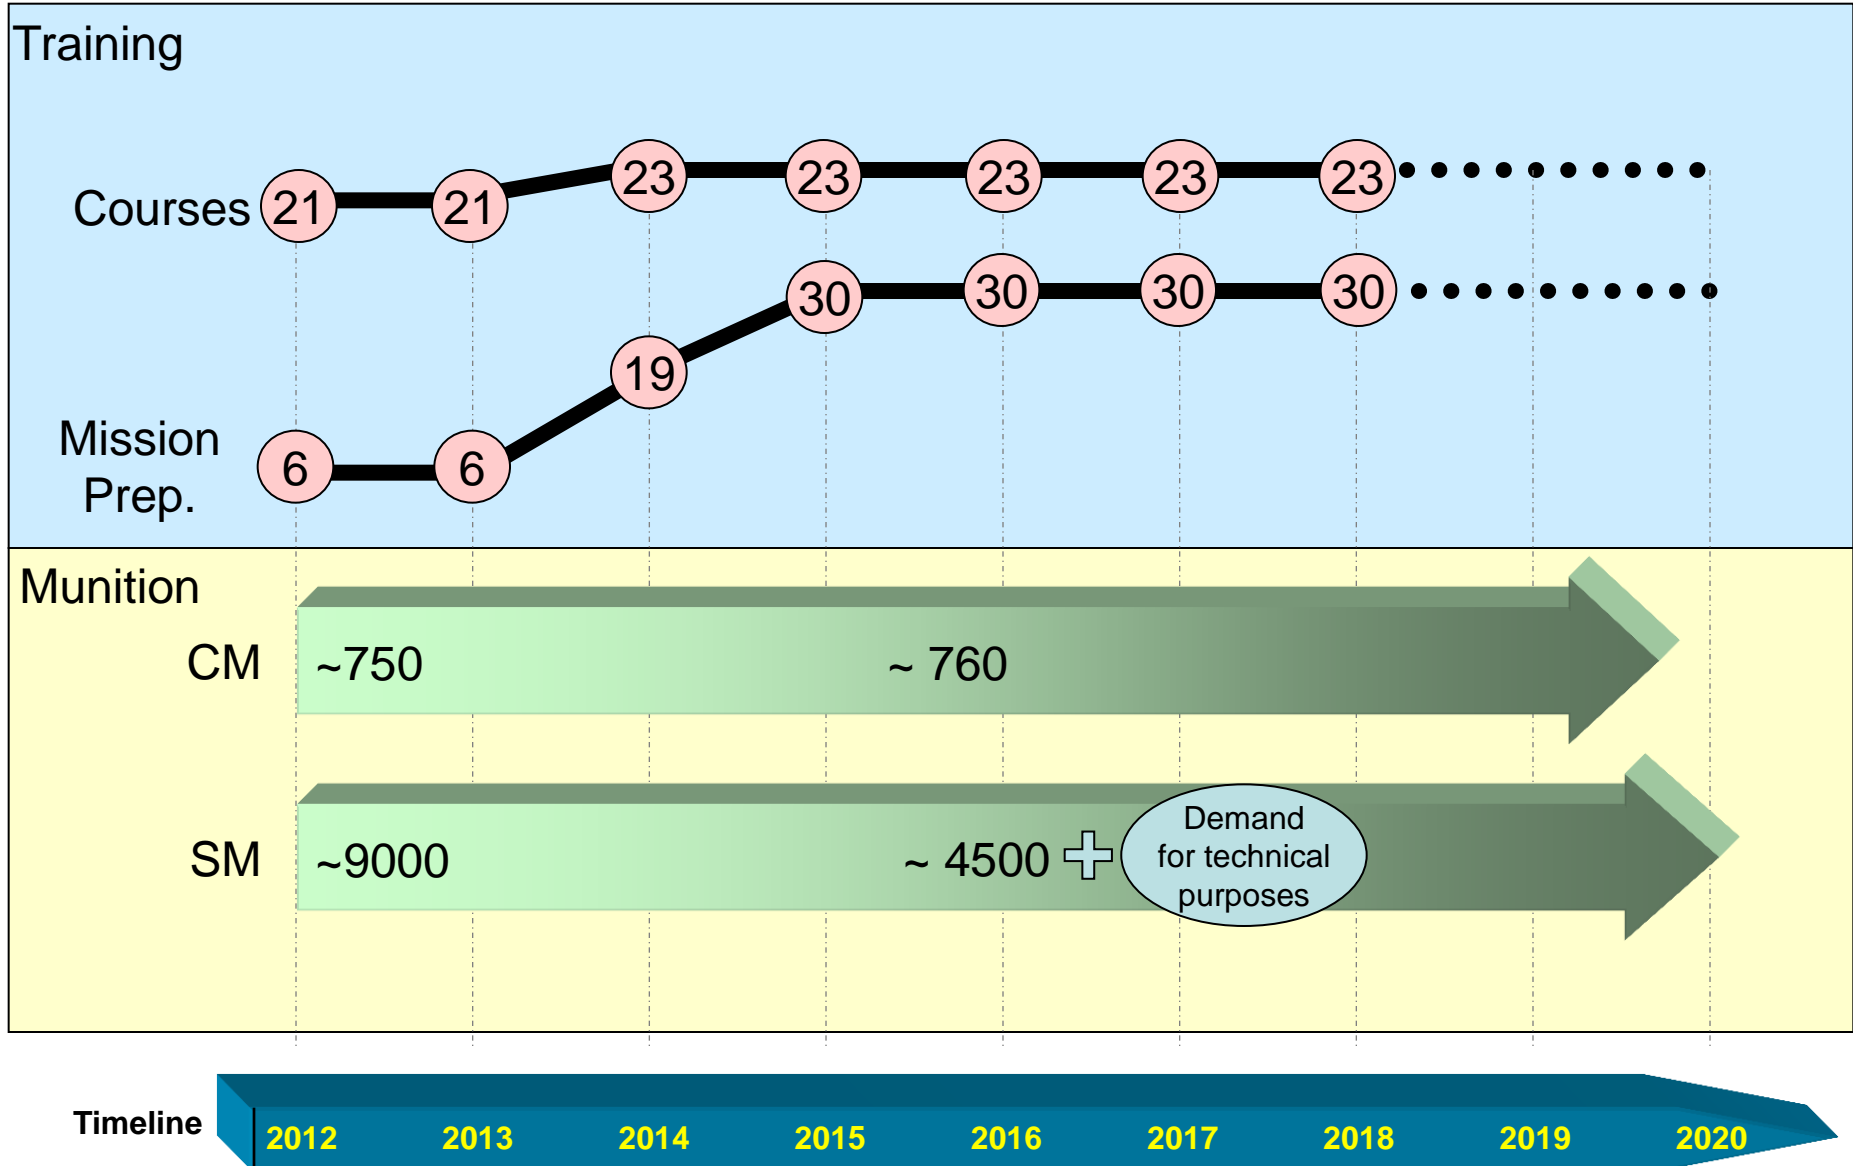 Training
Courses 21 21 23 23 23 23 23
Mission
Prep.
6 6 19 30 30 30 30
Munition
CM ~750 ~ 760
SM ~9000 ~ 4500 +
Demand
for technical
purposes
Timeline 2012 2013 2014 2015 2016 2017 2018 2019 2020